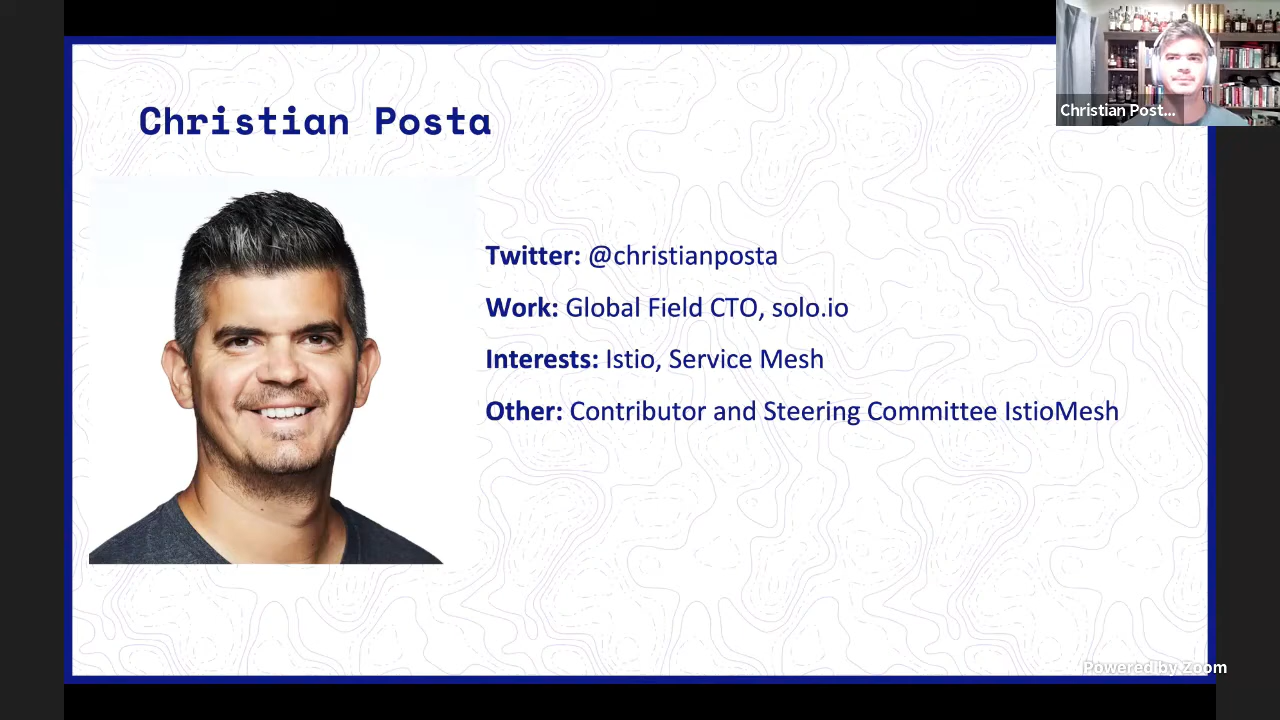 Christian Posta
Christian Post...
Twitter: @christianposta
Work: Global Field CTO, solo.io
Interests: Istio, Service Mesh
Other: Contributor and Steering Committee IstioMesh
Powered by Zoom